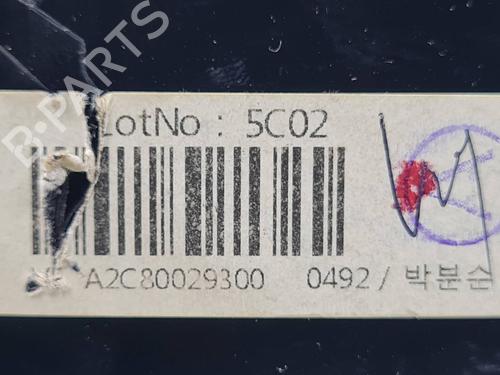 B-PARTS
LotNo : 5C02
A2C80029300 0492 / 박분순